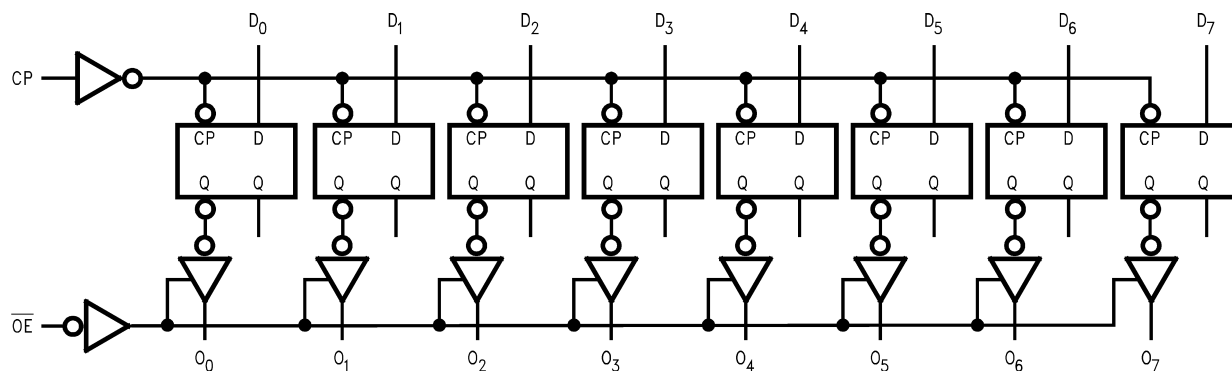 D0 D1 D2 D3 D4 D5 D6 D7
CP
CP D CP D CP D CP D CP D CP D CP D CP D
Q Q Q Q Q Q Q Q Q Q Q Q Q Q Q Q
O̅E̅
O0 O1 O2 O3 O4 O5 O6 O7